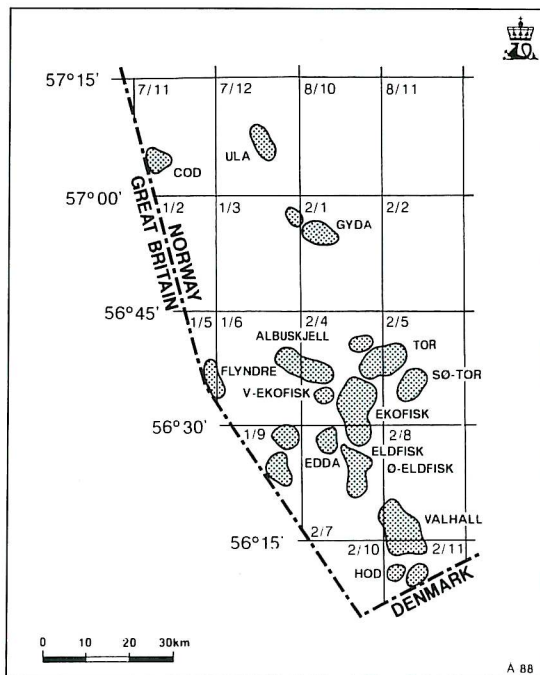 57°15'
7/11 7/12 8/10 8/11
ULA
COD
57°00'
1/2 1/3 2/1 2/2
GYDA
NORWAY
GREAT BRITAIN
56°45'
1/5 1/6 2/4 2/5
ALBUSKJELL
TOR
FLYNDRE
SØ-TOR
V-EKOFISK
EKOFISK
56°30'
1/9 2/8
EDDA
ELDFISK
Ø-ELDFISK
VALHALL
2/7
56°15'
2/10 2/11
HOD
DENMARK
0 10 20 30km
A 88